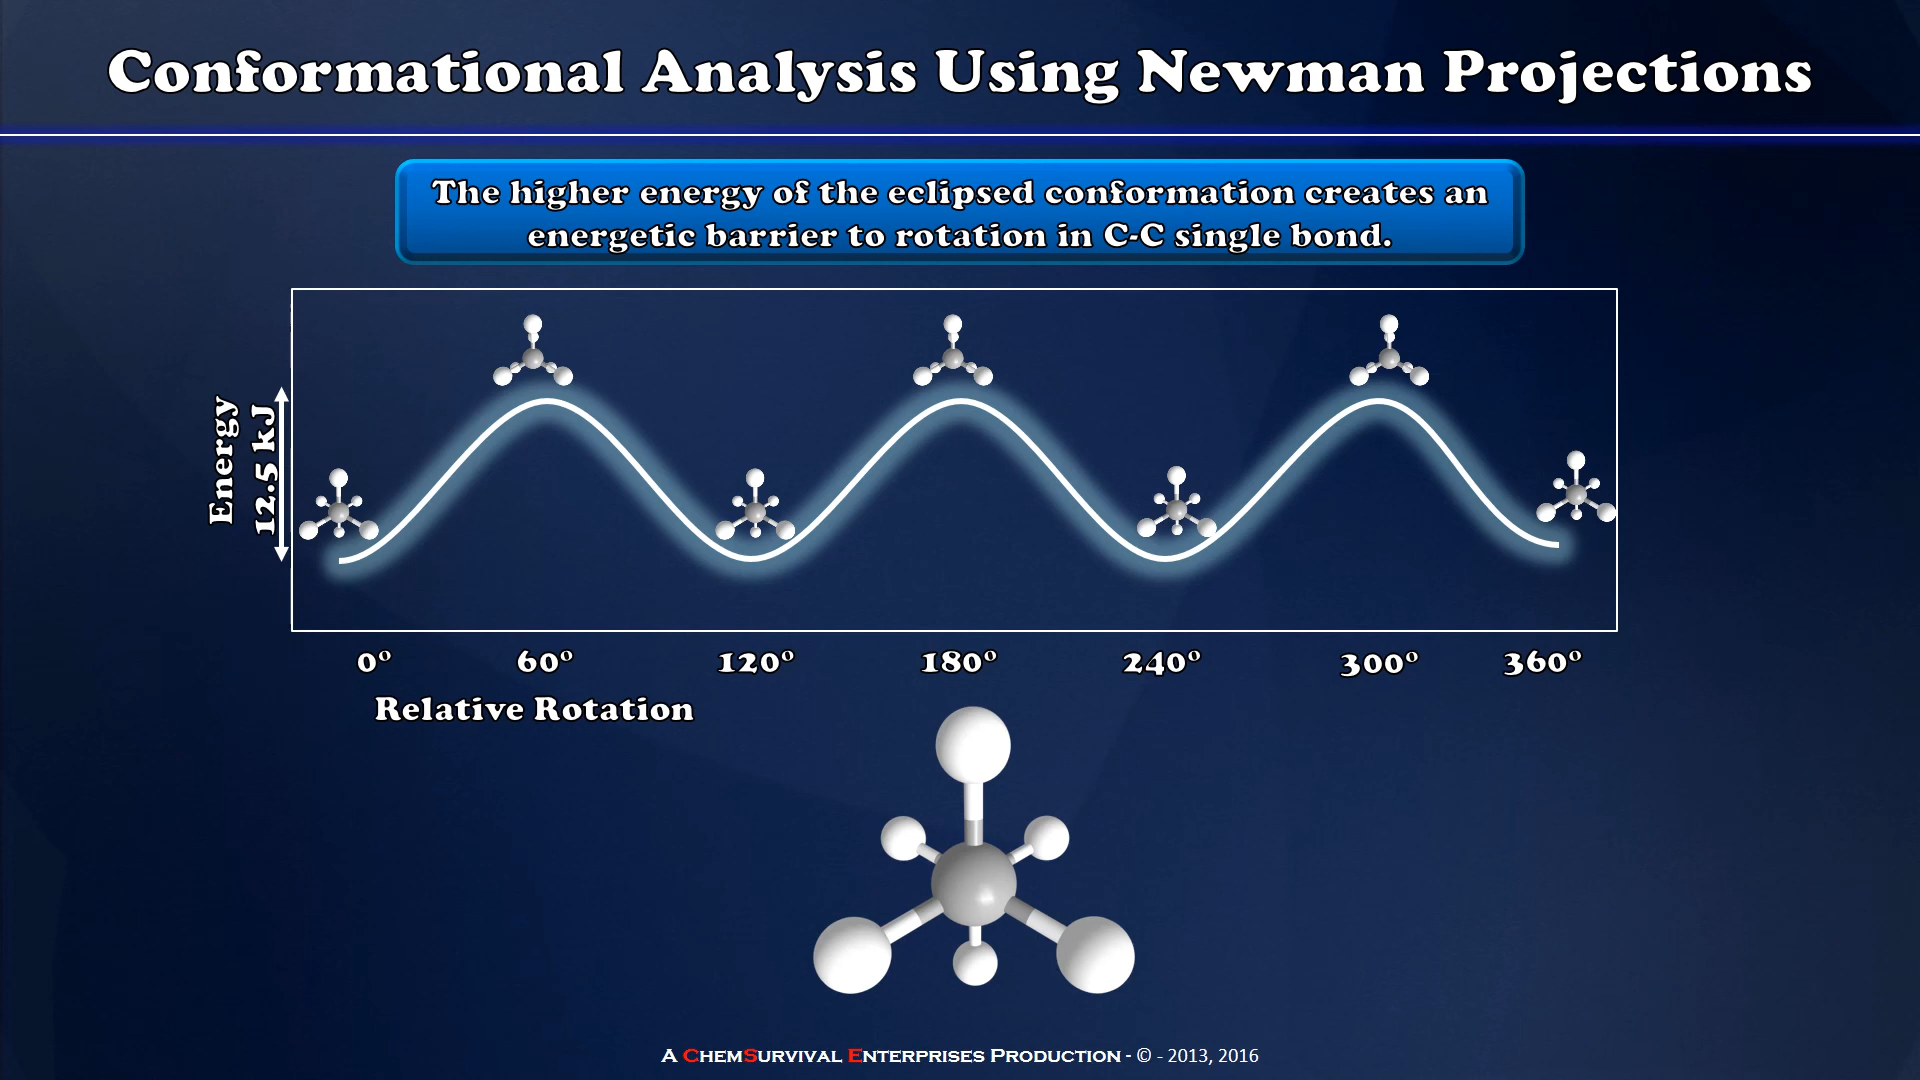 Conformational Analysis Using Newman Projections
The higher energy of the eclipsed conformation creates an
energetic barrier to rotation in C-C single bond.
Energy
12.5 kJ
0° 60° 120° 180° 240° 300° 360°
Relative Rotation
A ChemSurvival Enterprises Production - © - 2013, 2016